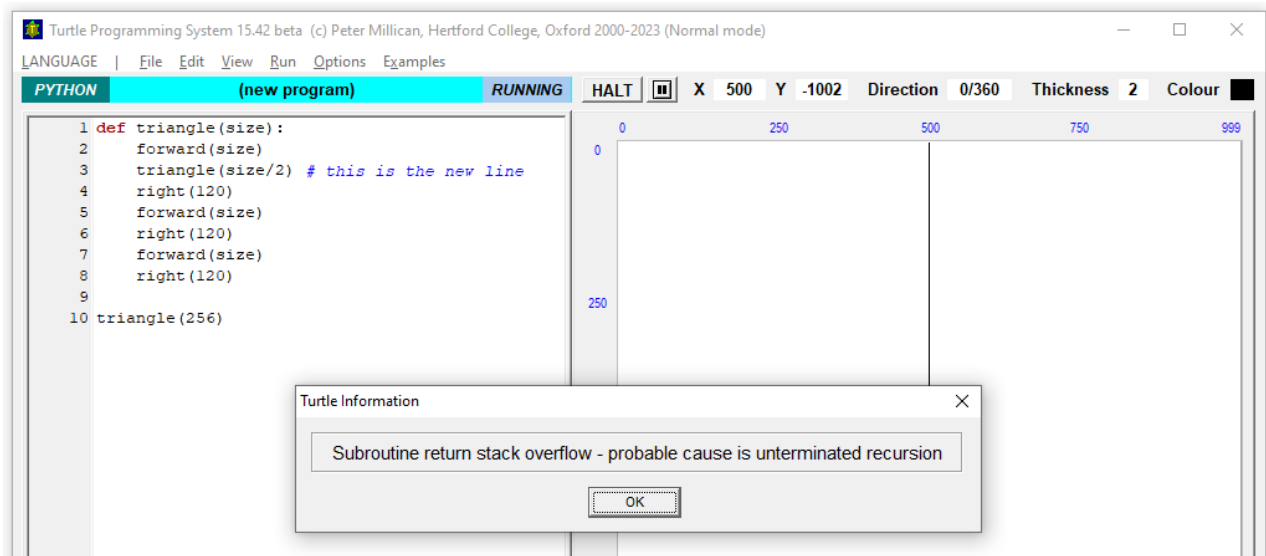 Turtle Programming System 15.42 beta (c) Peter Millican, Hertford College, Oxford 2000-2023 (Normal mode)
LANGUAGE | File Edit View Run Options Examples
PYTHON (new program) RUNNING HALT X 500 Y -1002 Direction 0/360 Thickness 2 Colour
1 def triangle(size):
2     forward(size)
3     triangle(size/2) # this is the new line
4     right(120)
5     forward(size)
6     right(120)
7     forward(size)
8     right(120)
9
10 triangle(256)
0 250 500 750 999
0
250
Turtle Information
Subroutine return stack overflow - probable cause is unterminated recursion
OK